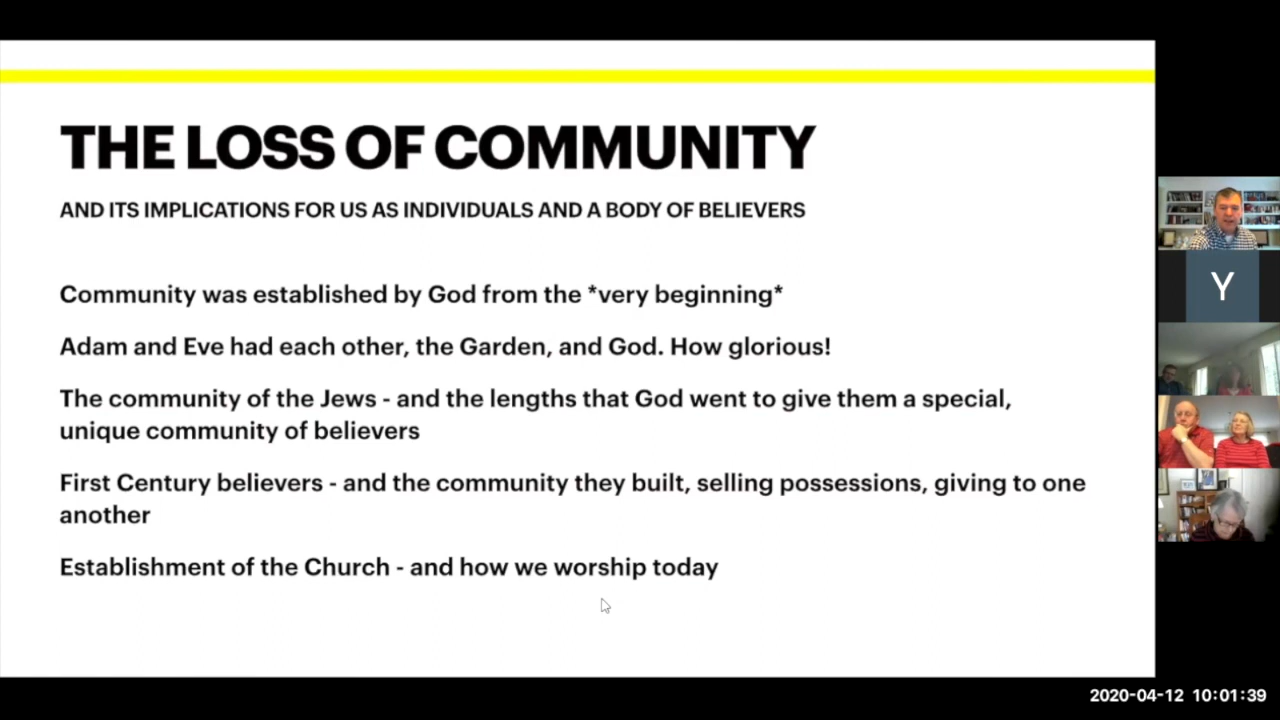 THE LOSS OF COMMUNITY
AND ITS IMPLICATIONS FOR US AS INDIVIDUALS AND A BODY OF BELIEVERS
Community was established by God from the *very beginning*
Adam and Eve had each other, the Garden, and God. How glorious!
The community of the Jews - and the lengths that God went to give them a special,
unique community of believers
First Century believers - and the community they built, selling possessions, giving to one
another
Establishment of the Church - and how we worship today
Y
2020-04-12 10:01:39